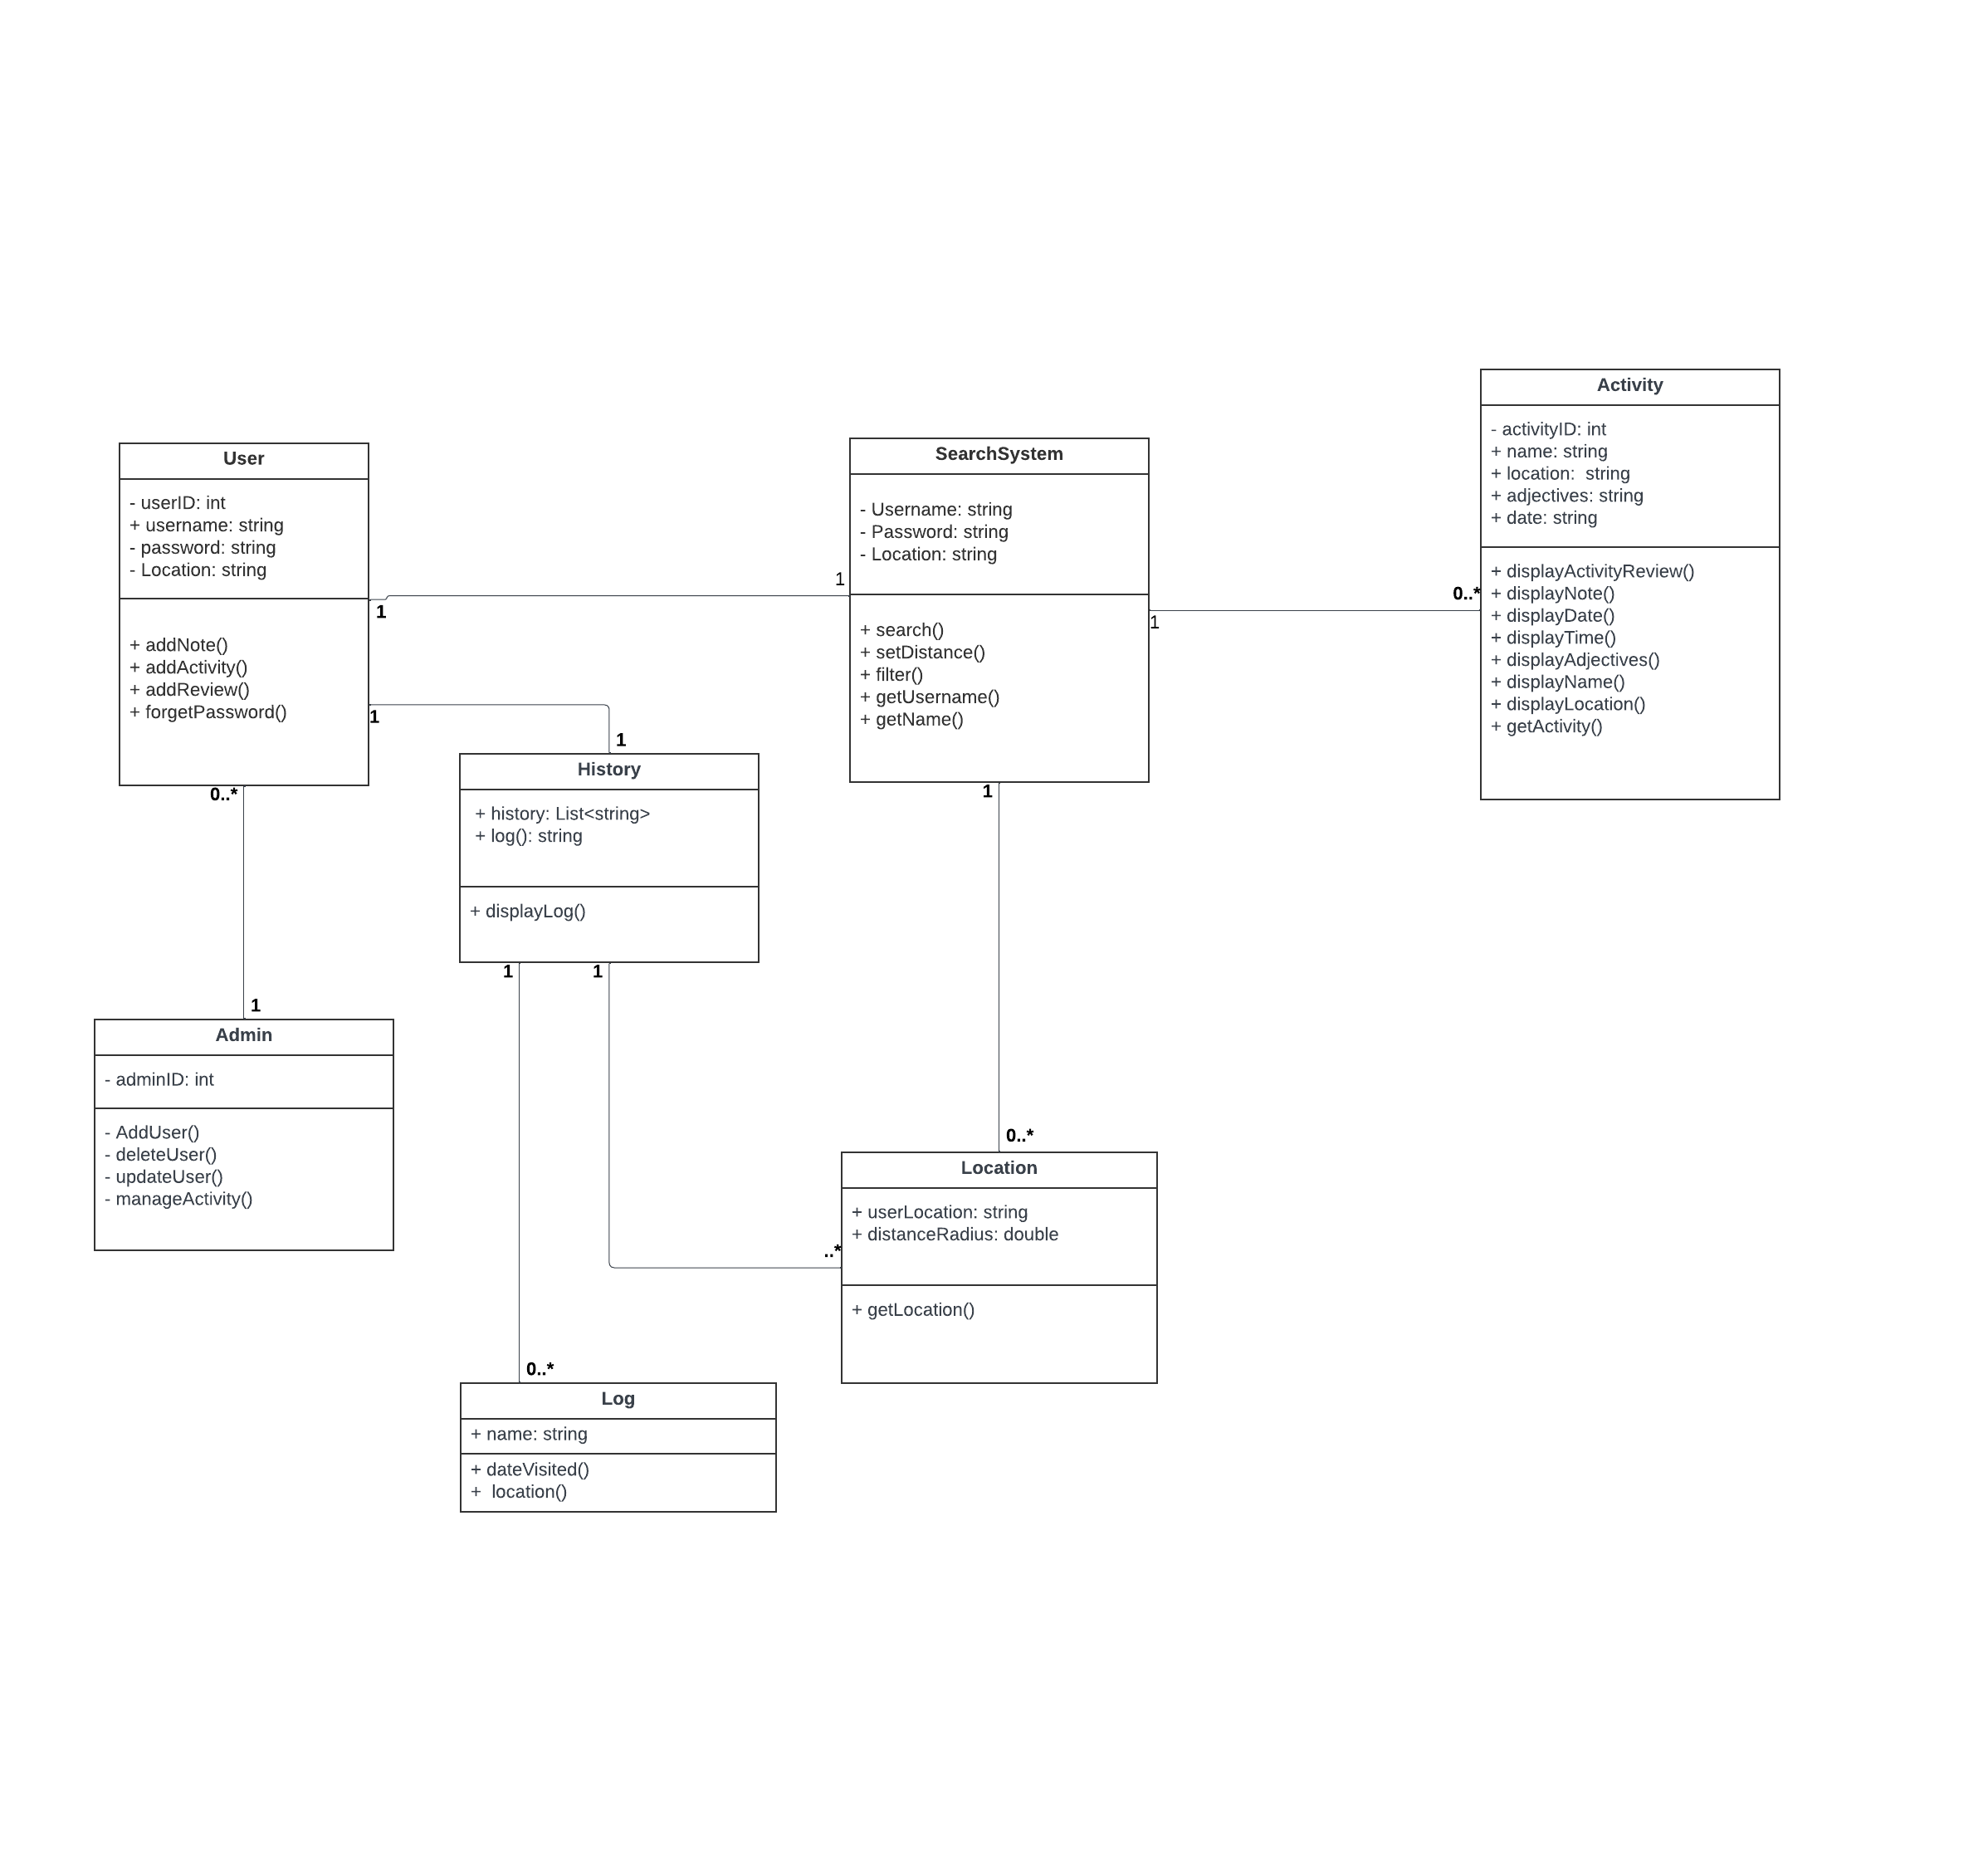 User
- userID: int
+ username: string
- password: string
- Location: string
+ addNote()
+ addActivity()
+ addReview()
+ forgetPassword()
1
1
1
0..*
SearchSystem
- Username: string
- Password: string
- Location: string
+ search()
+ setDistance()
+ filter()
+ getUsername()
+ getName()
1
1
Activity
- activityID: int
+ name: string
+ location:  string
+ adjectives: string
+ date: string
0..*
+ displayActivityReview()
+ displayNote()
+ displayDate()
+ displayTime()
+ displayAdjectives()
+ displayName()
+ displayLocation()
+ getActivity()
History
+ history: List<string>
+ log(): string
+ displayLog()
1
1
1
Admin
- adminID: int
- AddUser()
- deleteUser()
- updateUser()
- manageActivity()
0..*
Location
+ userLocation: string
+ distanceRadius: double
..*
+ getLocation()
0..*
Log
+ name: string
+ dateVisited()
+  location()